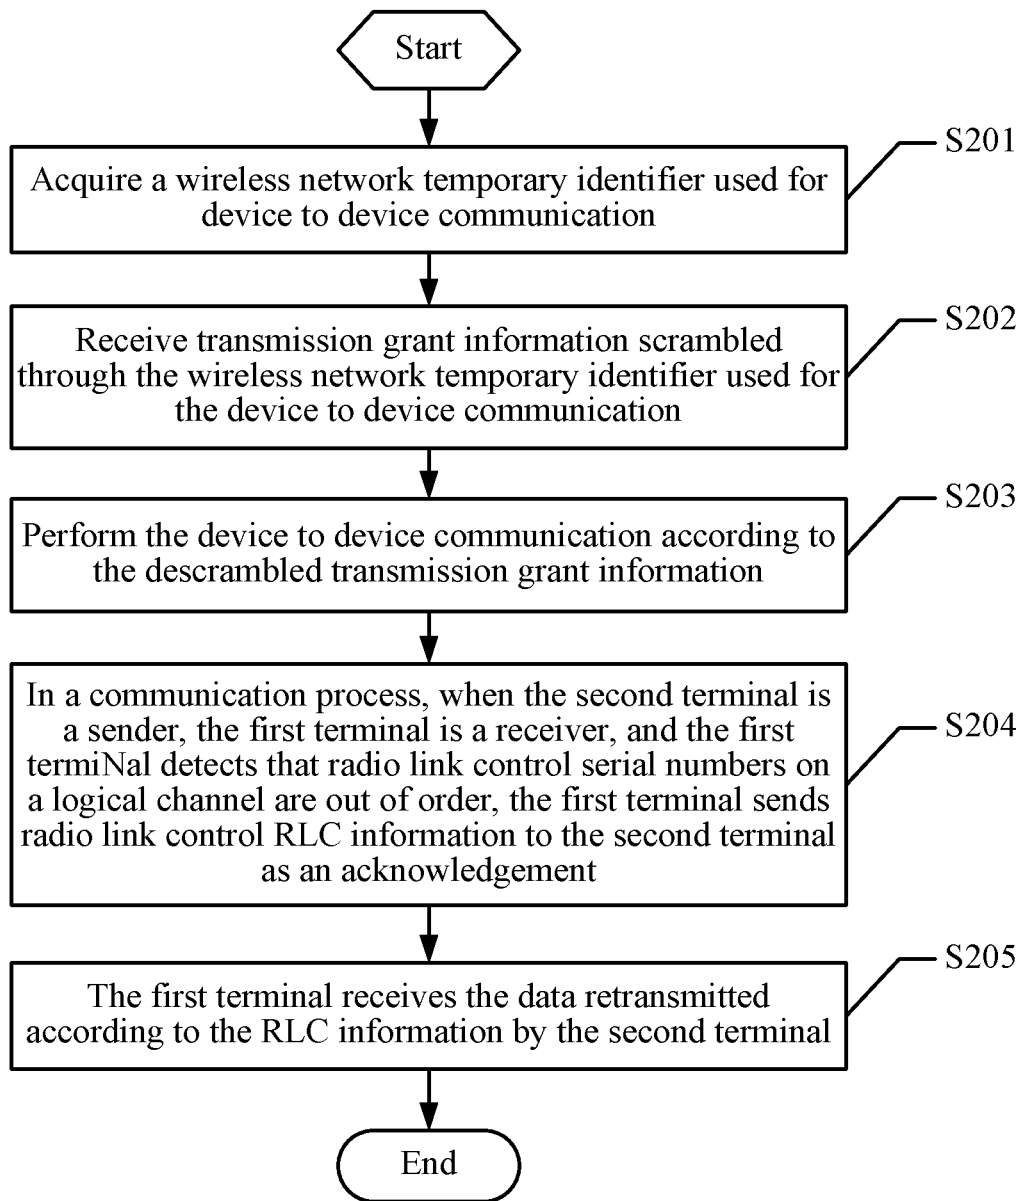 Start
S201
Acquire a wireless network temporary identifier used for
device to device communication
S202
Receive transmission grant information scrambled
through the wireless network temporary identifier used for
the device to device communication
S203
Perform the device to device communication according to
the descrambled transmission grant information
S204
In a communication process, when the second terminal is
a sender, the first terminal is a receiver, and the first
termiNal detects that radio link control serial numbers on
a logical channel are out of order, the first terminal sends
radio link control RLC information to the second terminal
as an acknowledgement
S205
The first terminal receives the data retransmitted
according to the RLC information by the second terminal
End